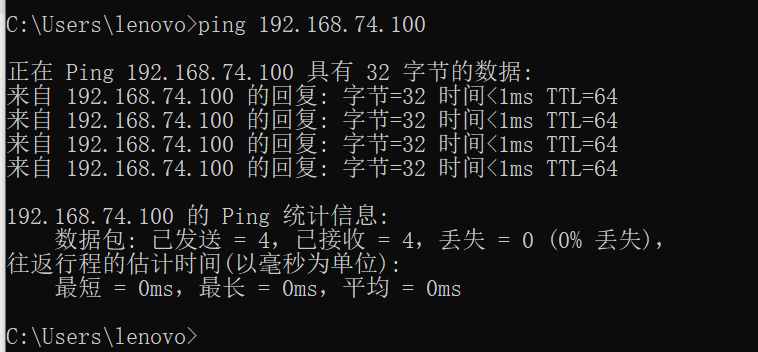 C:\Users\lenovo>ping 192.168.74.100
正在 Ping 192.168.74.100 具有 32 字节的数据:
来自 192.168.74.100 的回复: 字节=32 时间<1ms TTL=64
来自 192.168.74.100 的回复: 字节=32 时间<1ms TTL=64
来自 192.168.74.100 的回复: 字节=32 时间<1ms TTL=64
来自 192.168.74.100 的回复: 字节=32 时间<1ms TTL=64
192.168.74.100 的 Ping 统计信息:
    数据包: 已发送 = 4，已接收 = 4，丢失 = 0 (0% 丢失)，
往返行程的估计时间(以毫秒为单位):
    最短 = 0ms，最长 = 0ms，平均 = 0ms
C:\Users\lenovo>